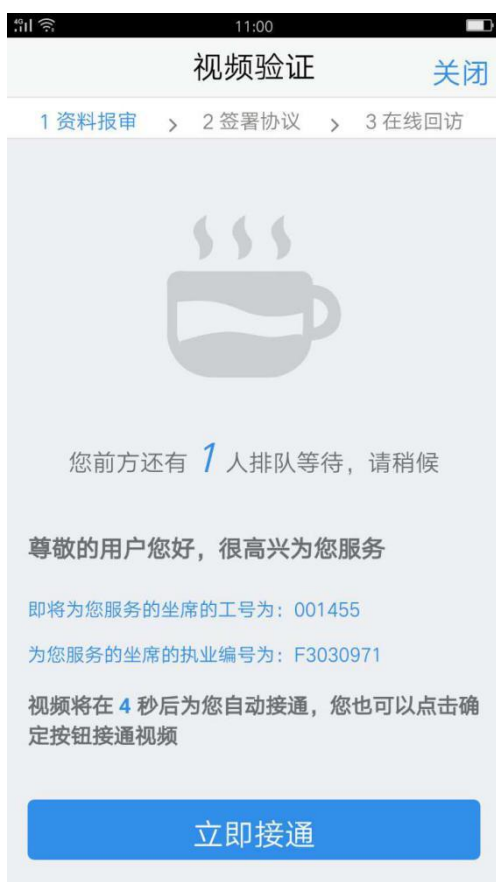 4G 11:00
视频验证 关闭
1 资料报审 > 2 签署协议 > 3 在线回访
您前方还有 1 人排队等待，请稍候
尊敬的用户您好，很高兴为您服务
即将为您服务的坐席的工号为：001455
为您服务的坐席的执业编号为：F3030971
视频将在 4 秒后为您自动接通，您也可以点击确
定按钮接通视频
立即接通